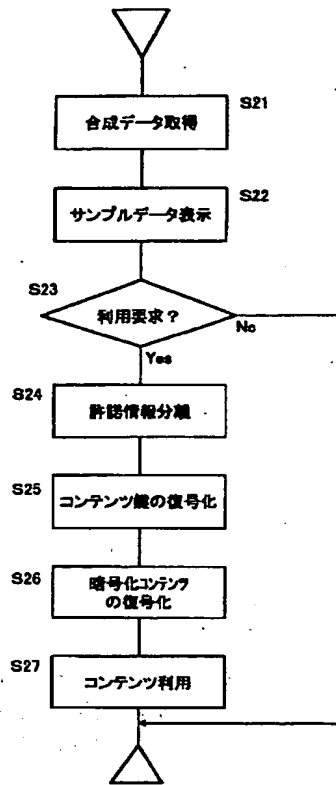 S21
合成データ取得
S22
サンプルデータ表示
S23
利用要求？
No
Yes
S24
許諾情報分離
S25
コンテンツ鍵の復号化
S26
暗号化コンテンツ
の復号化
S27
コンテンツ利用